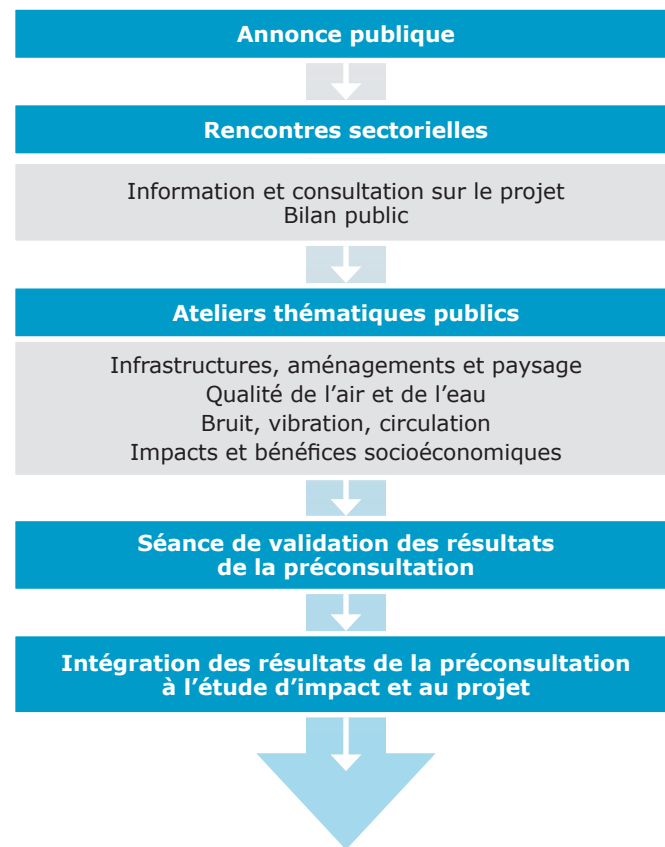 Annonce publique
Rencontres sectorielles
Information et consultation sur le projet
Bilan public
Ateliers thématiques publics
Infrastructures, aménagements et paysage
Qualité de l’air et de l’eau
Bruit, vibration, circulation
Impacts et bénéfices socioéconomiques
Séance de validation des résultats
de la préconsultation
Intégration des résultats de la préconsultation
à l’étude d’impact et au projet